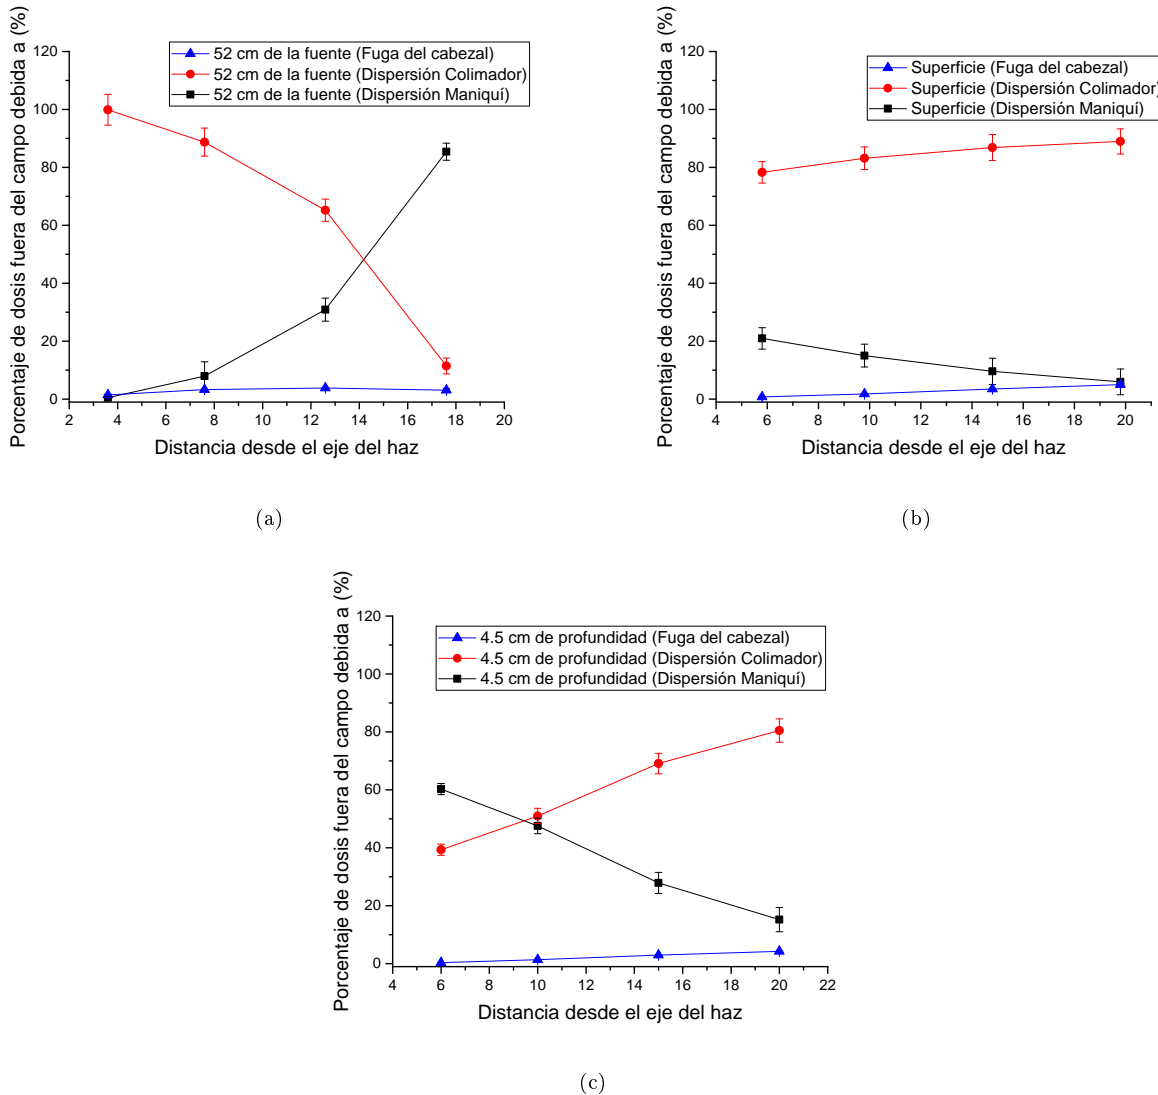 Porcentaje de dosis fuera del campo debida a (%)
120
100
80
60
40
20
0
52 cm de la fuente (Fuga del cabezal)
52 cm de la fuente (Dispersión Colimador)
52 cm de la fuente (Dispersión Maniquí)
2 4 6 8 10 12 14 16 18 20
Distancia desde el eje del haz
(a)
Porcentaje de dosis fuera del campo debida a (%)
120
100
80
60
40
20
0
Superficie (Fuga del cabezal)
Superficie (Dispersión Colimador)
Superficie (Dispersión Maniquí)
4 6 8 10 12 14 16 18 20
Distancia desde el eje del haz
(b)
Porcentaje de dosis fuera del campo debida a (%)
120
100
80
60
40
20
0
4.5 cm de profundidad (Fuga del cabezal)
4.5 cm de profundidad (Dispersión Colimador)
4.5 cm de profundidad (Dispersión Maniquí)
4 6 8 10 12 14 16 18 20 22
Distancia desde el eje del haz
(c)